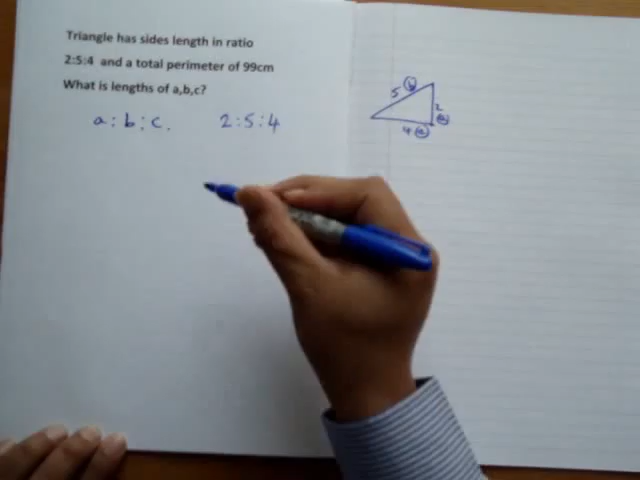 Triangle has sides length in ratio
2:5:4 and a total perimeter of 99cm
What is lengths of a,b,c?
a : b : c . 2 : 5 : 4
5 b
2
4